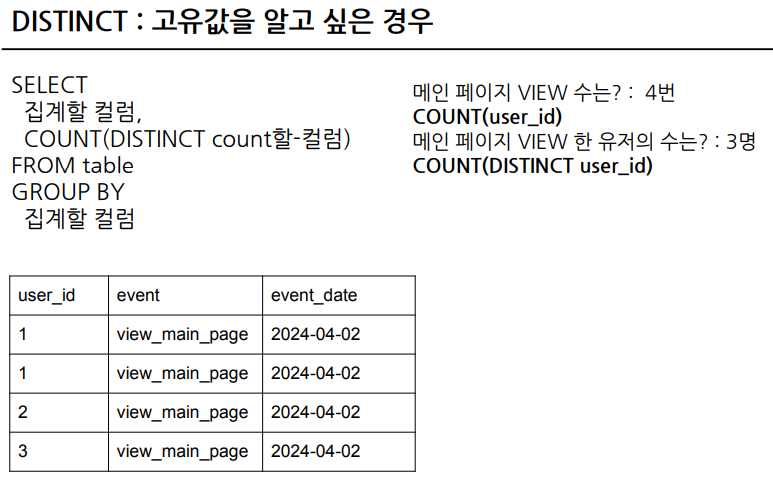 DISTINCT : 고유값을 알고 싶은 경우
SELECT
집계할 컬럼,
COUNT(DISTINCT count할-컬럼)
FROM table
GROUP BY
집계할 컬럼
메인 페이지 VIEW 수는? : 4번
COUNT(user_id)
메인 페이지 VIEW 한 유저의 수는? : 3명
COUNT(DISTINCT user_id)
user_id event event_date
1 view_main_page 2024-04-02
1 view_main_page 2024-04-02
2 view_main_page 2024-04-02
3 view_main_page 2024-04-02